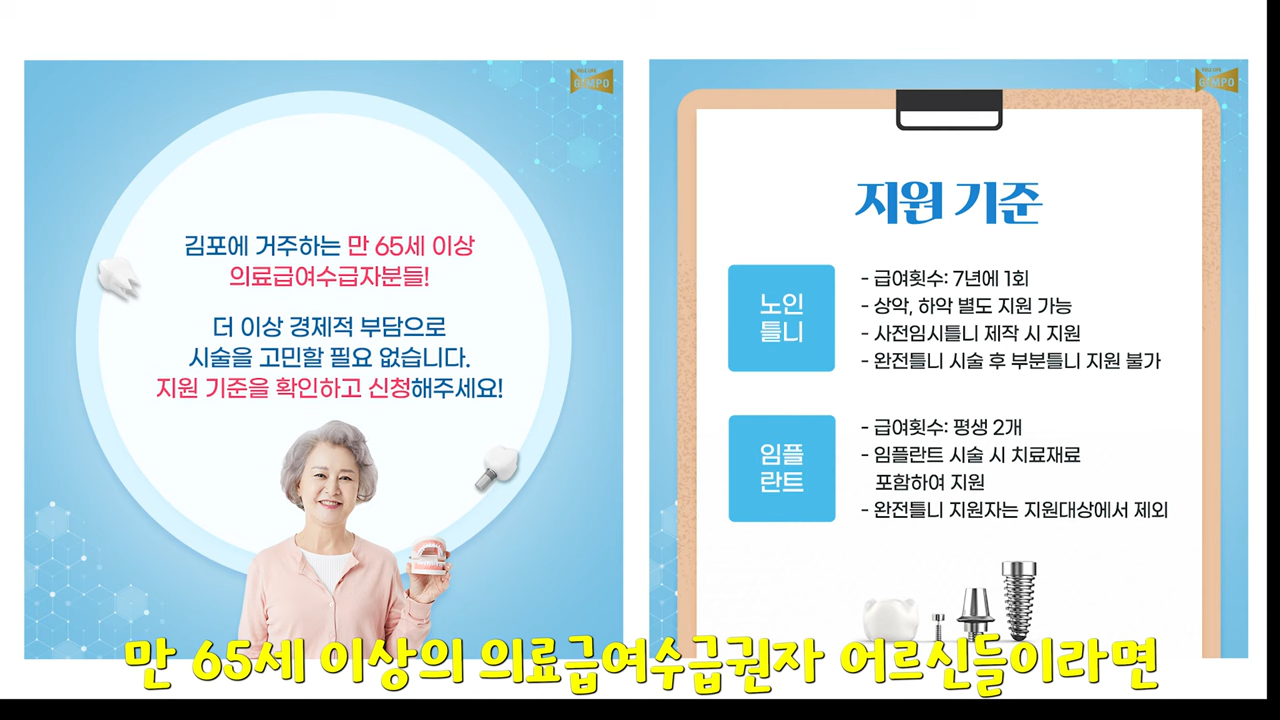 GIMPO
김포에 거주하는 만 65세 이상
의료급여수급자분들!
더 이상 경제적 부담으로
시술을 고민할 필요 없습니다.
지원 기준을 확인하고 신청해주세요!
GIMPO
지원 기준
노인
틀니
- 급여횟수: 7년에 1회
- 상악, 하악 별도 지원 가능
- 사전임시틀니 제작 시 지원
- 완전틀니 시술 후 부분틀니 지원 불가
임플
란트
- 급여횟수: 평생 2개
- 임플란트 시술 시 치료재료
포함하여 지원
- 완전틀니 지원자는 지원대상에서 제외
만 65세 이상의 의료급여수급권자 어르신들이라면